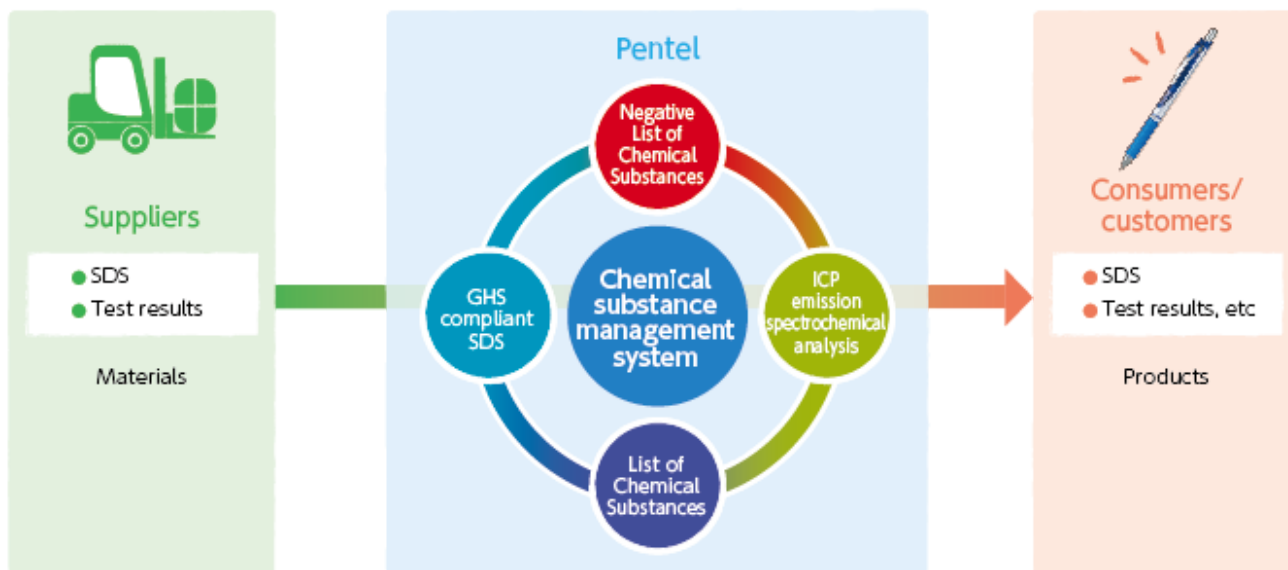 Suppliers
SDS
Test results
Materials
Pentel
Negative
List of
Chemical
Substances
GHS
compliant
SDS
Chemical
substance
management
system
ICP
emission
spectrochemical
analysis
List of
Chemical
Substances
Consumers/
customers
SDS
Test results, etc
Products